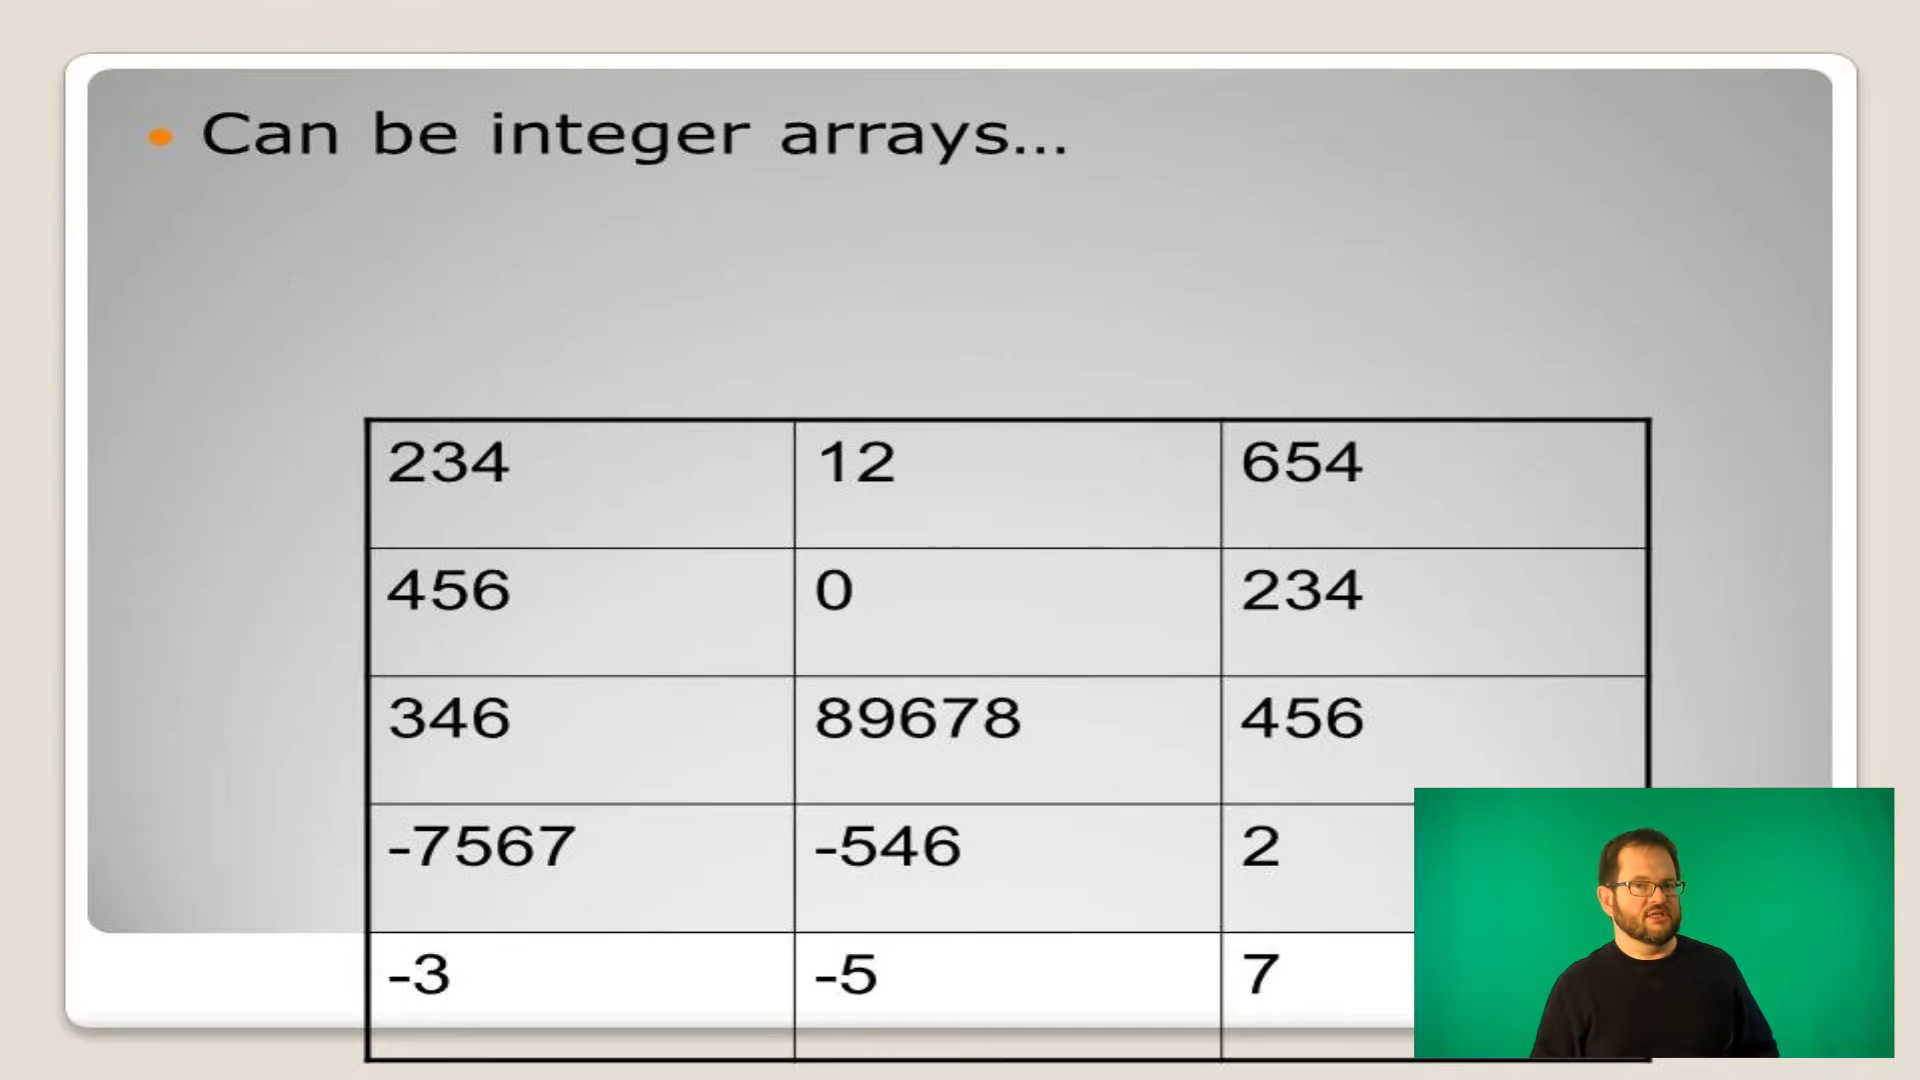 • Can be integer arrays...
234 12 654
456 0 234
346 89678 456
-7567 -546 2
-3 -5 7